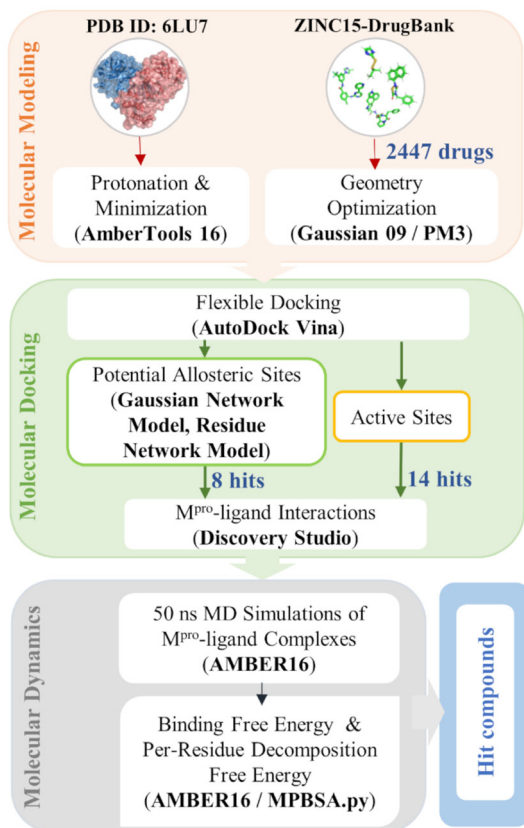 PDB ID: 6LU7
ZINC15-DrugBank
Molecular Modeling
2447 drugs
Protonation &
Minimization
(AmberTools 16)
Geometry
Optimization
(Gaussian 09 / PM3)
Molecular Docking
Flexible Docking
(AutoDock Vina)
Potential Allosteric Sites
(Gaussian Network
Model, Residue
Network Model)
Active Sites
8 hits
14 hits
Mᵖʳᵒ-ligand Interactions
(Discovery Studio)
Molecular Dynamics
50 ns MD Simulations of
Mᵖʳᵒ-ligand Complexes
(AMBER16)
Binding Free Energy &
Per-Residue Decomposition
Free Energy
(AMBER16 / MPBSA.py)
Hit compounds